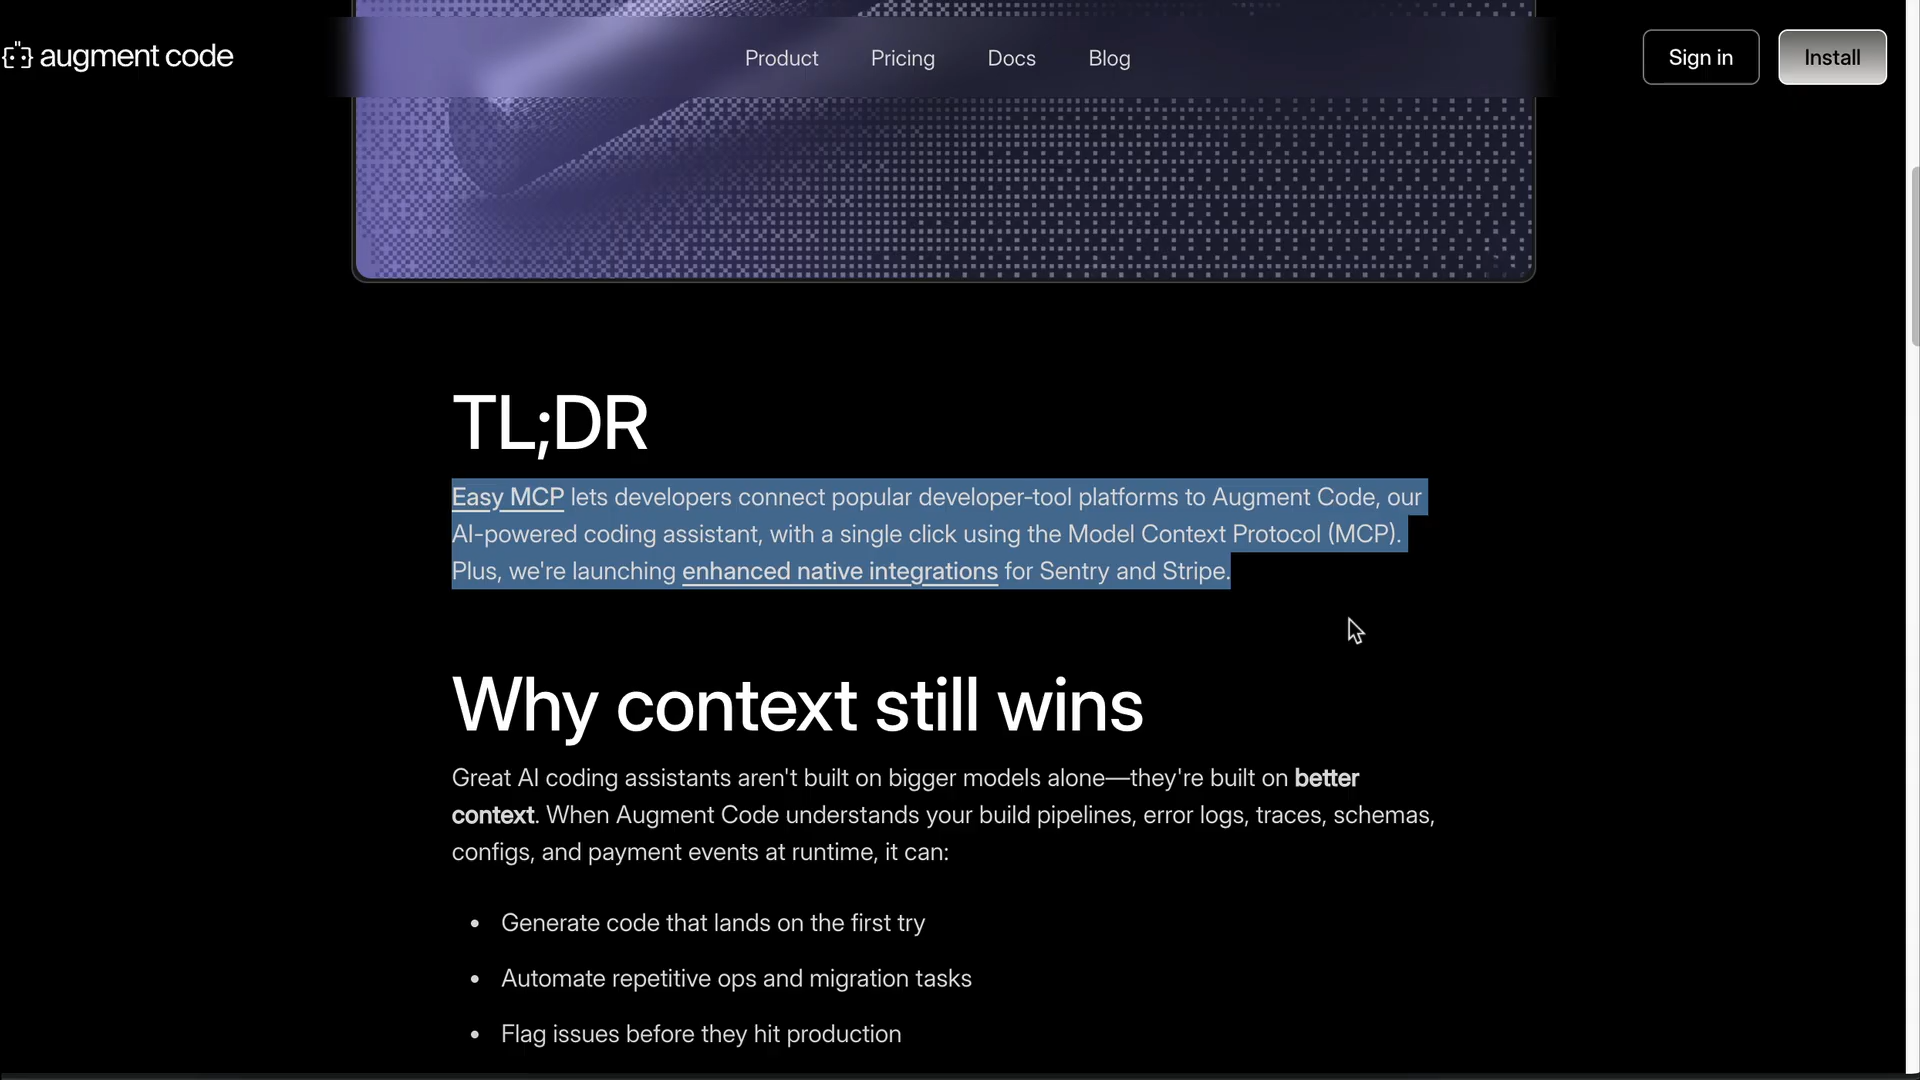 augment code
Product
Pricing
Docs
Blog
Sign in
Install
TL;DR
Easy MCP lets developers connect popular developer-tool platforms to Augment Code, our
AI-powered coding assistant, with a single click using the Model Context Protocol (MCP).
Plus, we're launching enhanced native integrations for Sentry and Stripe.
Why context still wins
Great AI coding assistants aren't built on bigger models alone—they're built on better
context. When Augment Code understands your build pipelines, error logs, traces, schemas,
configs, and payment events at runtime, it can:
• Generate code that lands on the first try
• Automate repetitive ops and migration tasks
• Flag issues before they hit production